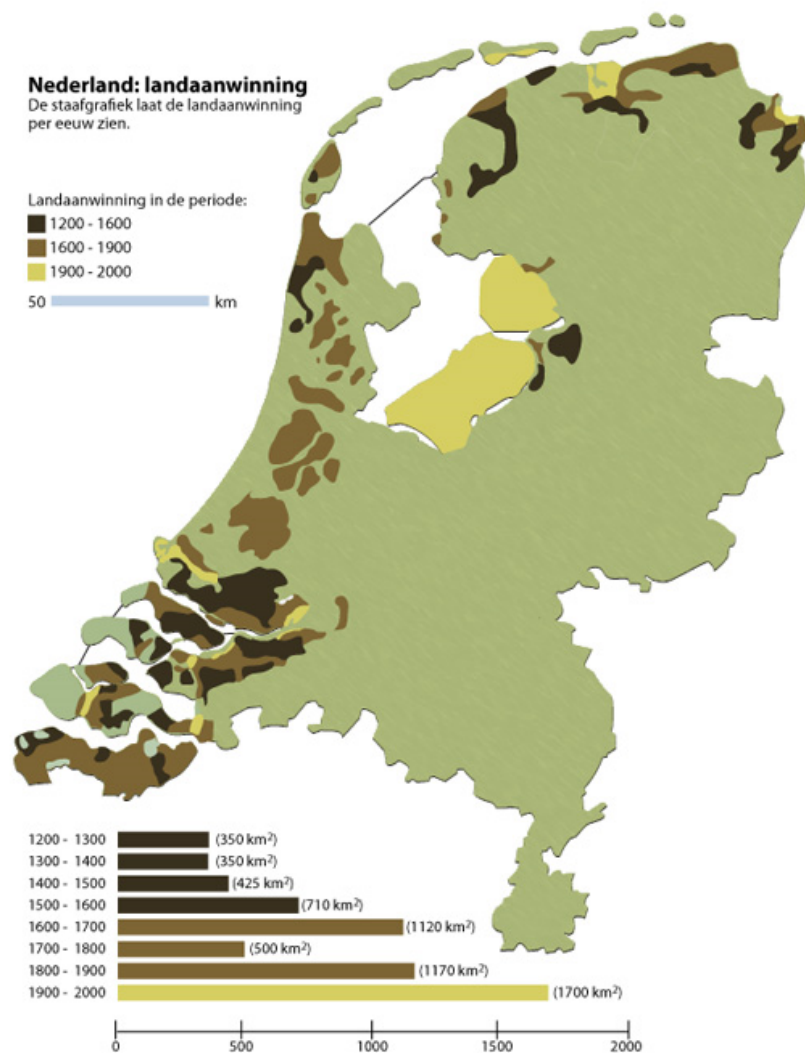 Nederland: landaanwinning
De staafgrafiek laat de landaanwinning
per eeuw zien.
Landaanwinning in de periode:
1200 - 1600
1600 - 1900
1900 - 2000
50 km
1200 - 1300 (350 km²)
1300 - 1400 (350 km²)
1400 - 1500 (425 km²)
1500 - 1600 (710 km²)
1600 - 1700 (1120 km²)
1700 - 1800 (500 km²)
1800 - 1900 (1170 km²)
1900 - 2000 (1700 km²)
0 500 1000 1500 2000